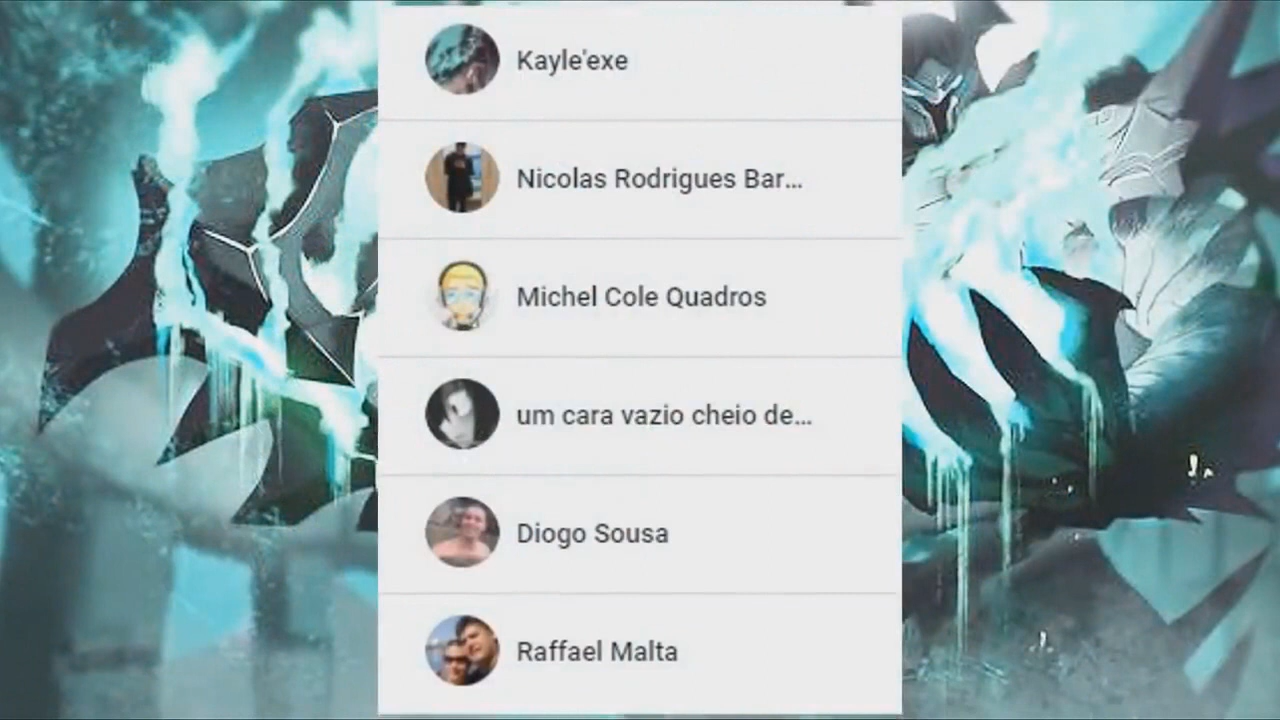 Kayle'exe
Nicolas Rodrigues Bar...
Michel Cole Quadros
um cara vazio cheio de...
Diogo Sousa
Raffael Malta